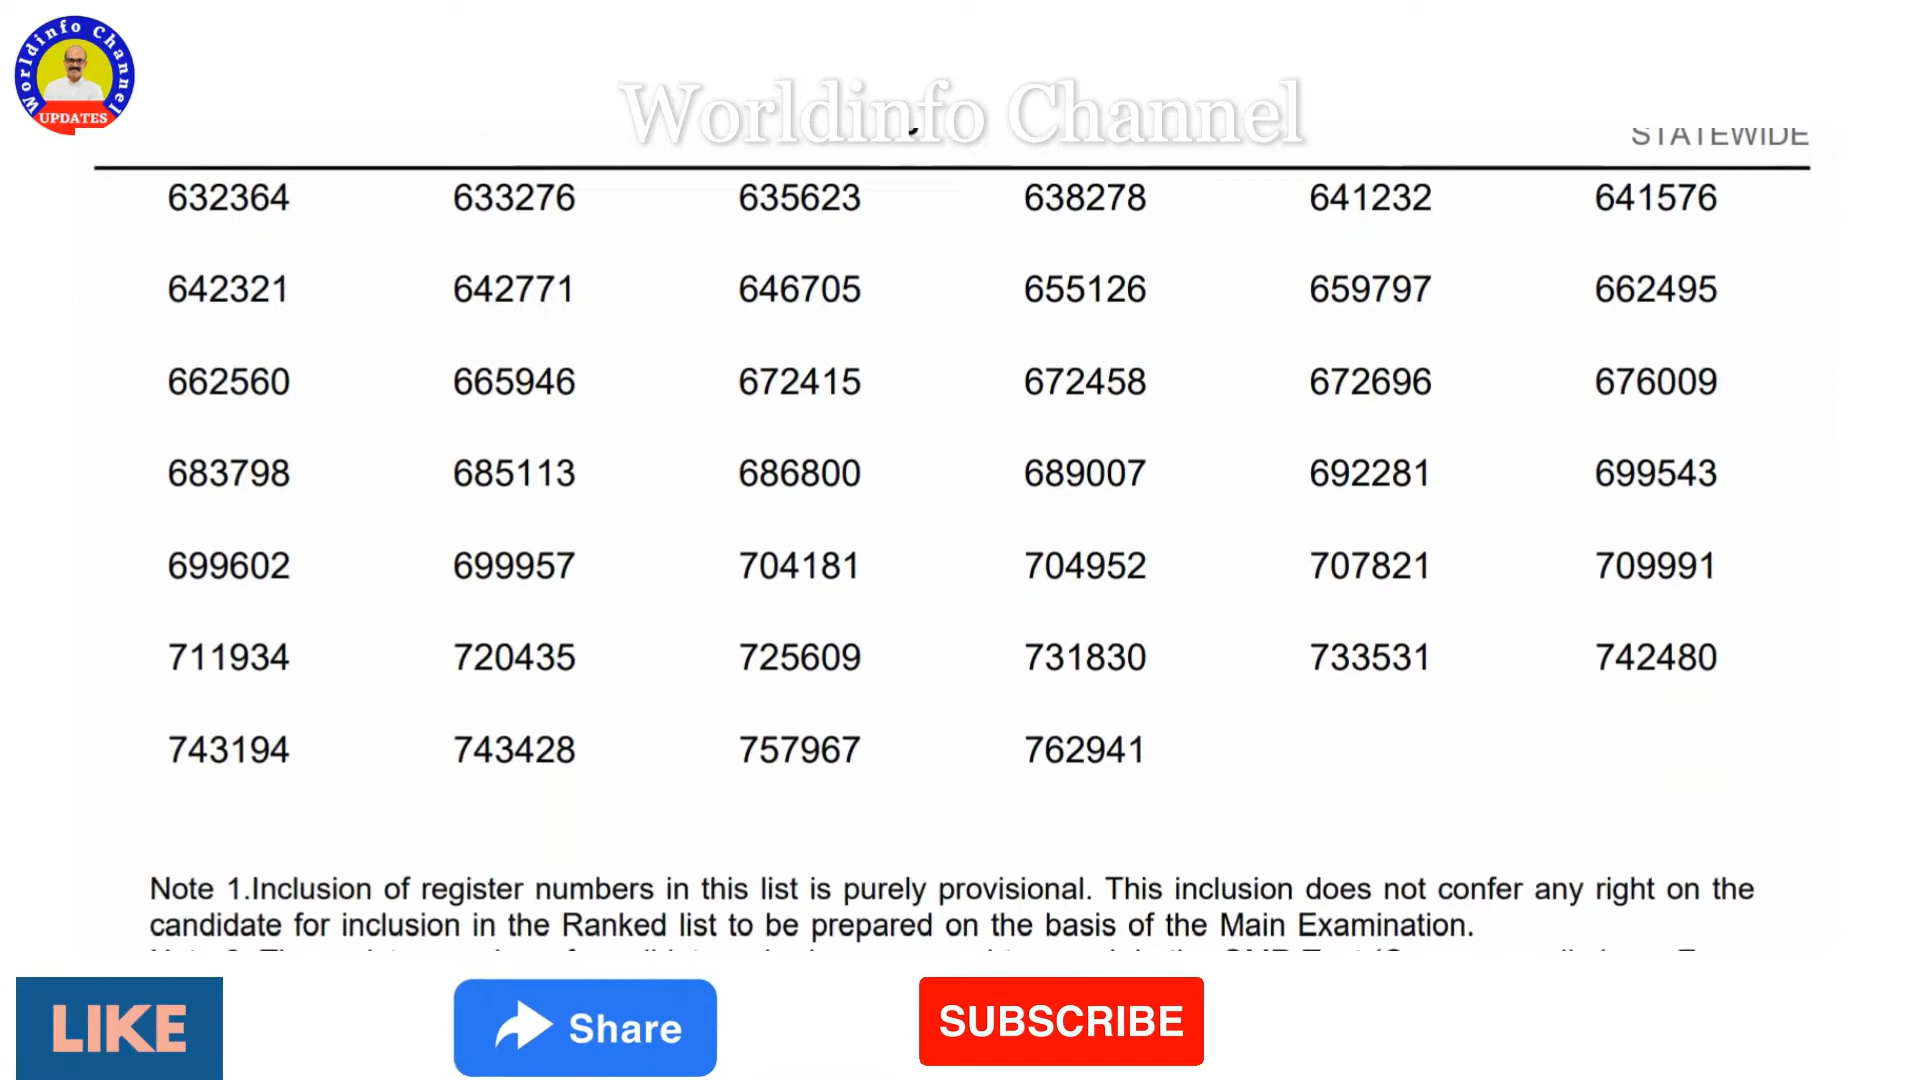 Worldinfo Channel
UPDATES
Worldinfo Channel
STATEWIDE
632364 633276 635623 638278 641232 641576
642321 642771 646705 655126 659797 662495
662560 665946 672415 672458 672696 676009
683798 685113 686800 689007 692281 699543
699602 699957 704181 704952 707821 709991
711934 720435 725609 731830 733531 742480
743194 743428 757967 762941
Note 1.Inclusion of register numbers in this list is purely provisional. This inclusion does not confer any right on the
candidate for inclusion in the Ranked list to be prepared on the basis of the Main Examination.
LIKE
Share
SUBSCRIBE